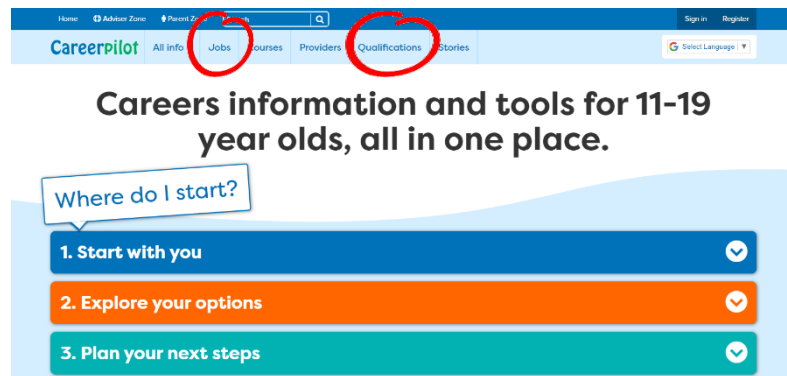 Home Adviser Zone Parent Sign in Register
Careerpilot All info Jobs Courses Providers Qualifications Stories Select Language
Careers information and tools for 11-19
year olds, all in one place.
Where do I start?
1. Start with you
2. Explore your options
3. Plan your next steps